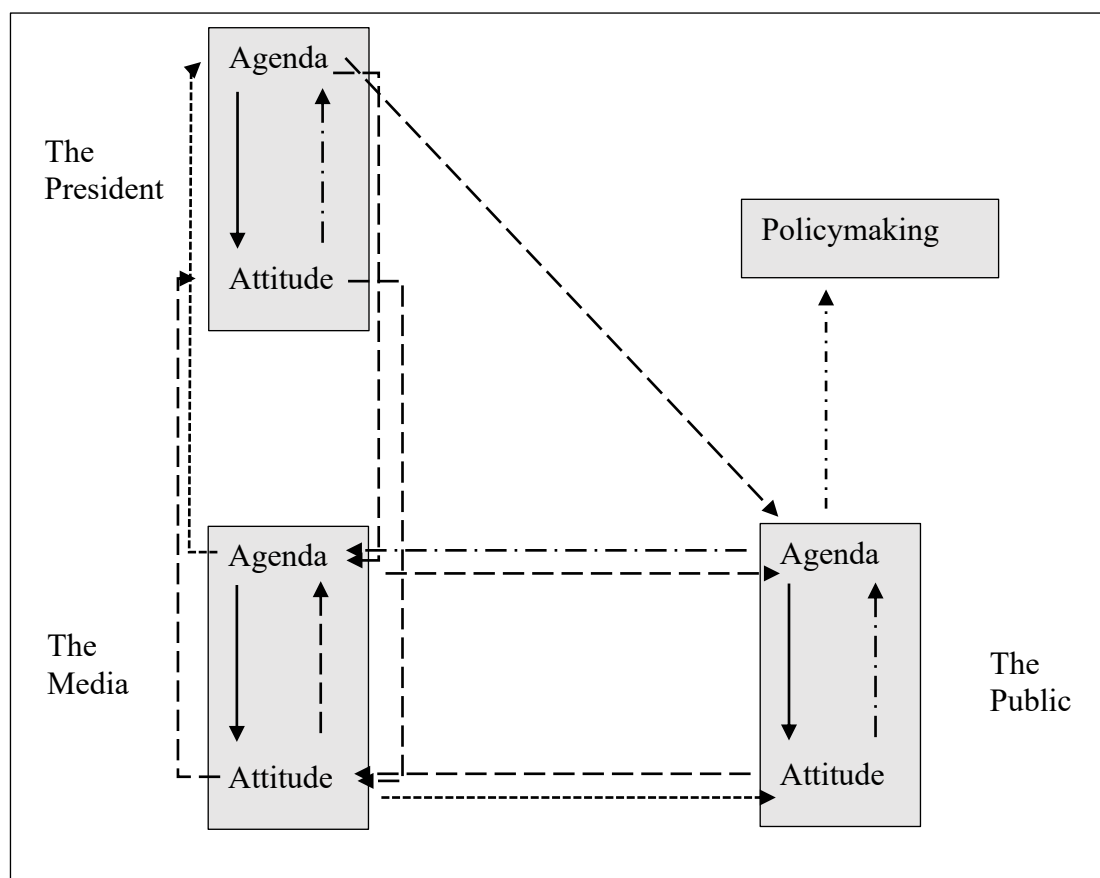 Agenda
The
President
Policymaking
Attitude
Agenda
Agenda
The
Media
The
Public
Attitude
Attitude